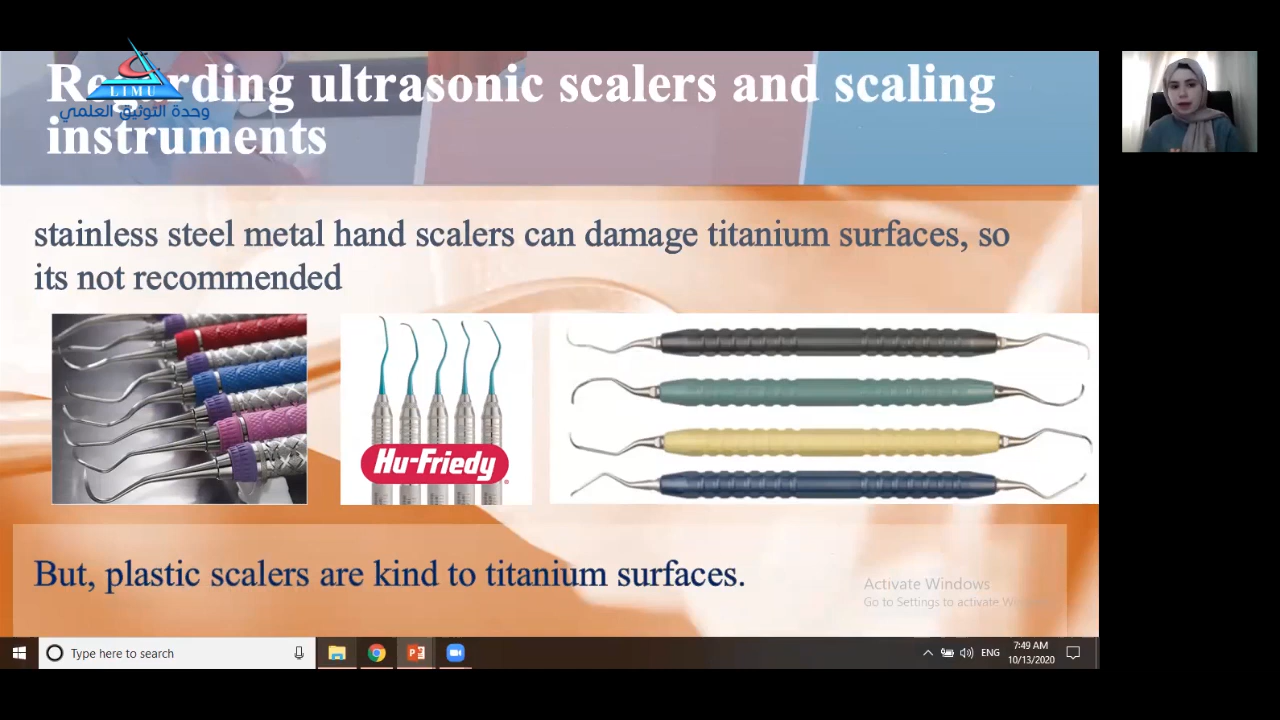 Regarding ultrasonic scalers and scaling
instruments
LIMU
وحدة التوثيق العلمي
stainless steel metal hand scalers can damage titanium surfaces, so
its not recommended
Hu-Friedy
But, plastic scalers are kind to titanium surfaces.
Activate Windows
Go to Settings to activate
Type here to search
ENG
7:49 AM
10/13/2020